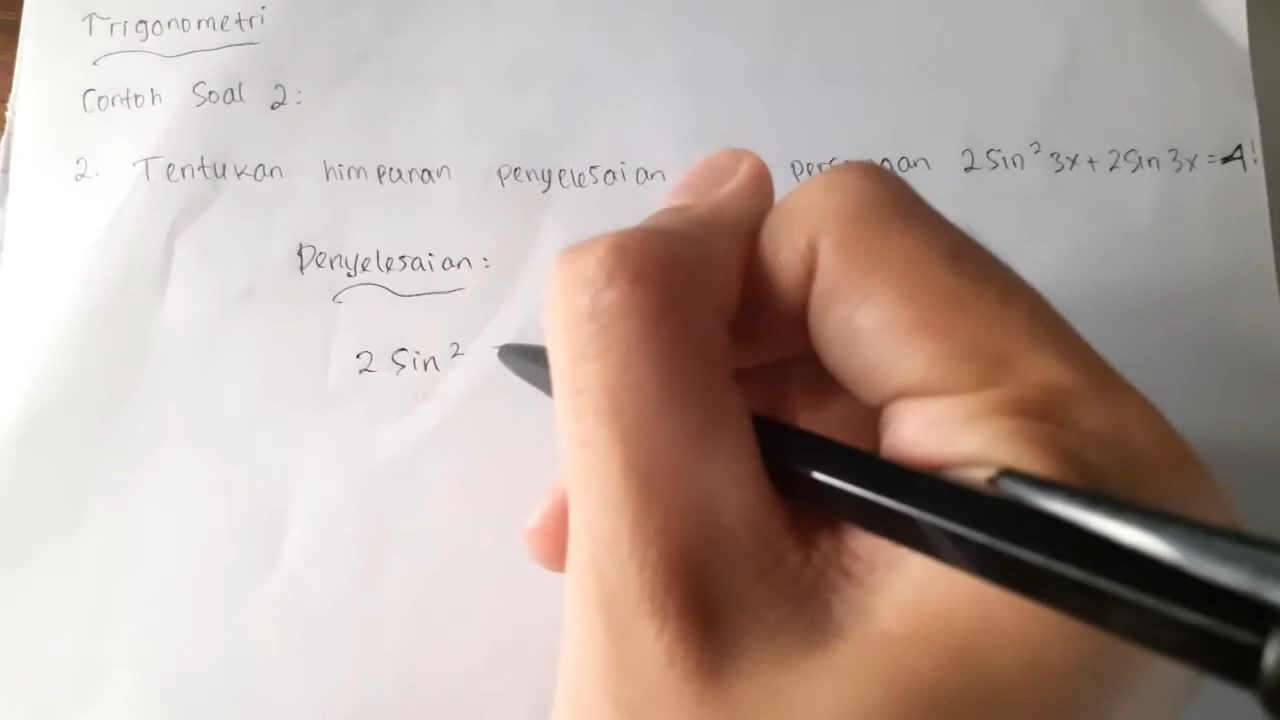 Trigonometri
Contoh Soal 2:
2. Tentukan himpunan penyelesaian 2 Sin² 3x + 2 Sin 3x = 4!
Penyelesaian:
2 Sin²